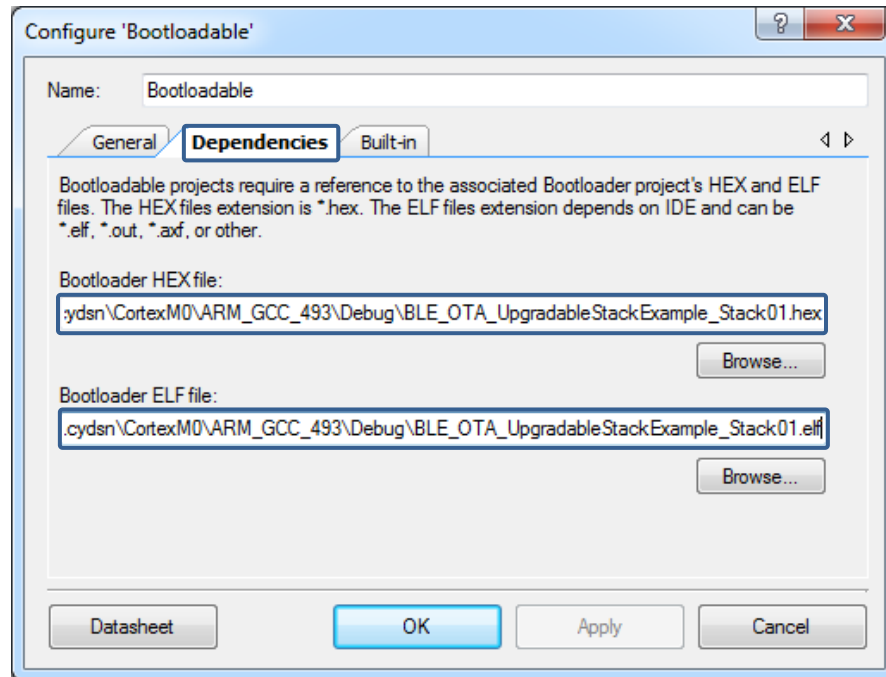 Configure 'Bootloadable'
Name: Bootloadable
General Dependencies Built-in
Bootloadable projects require a reference to the associated Bootloader project's HEX and ELF
files. The HEX files extension is *.hex. The ELF files extension depends on IDE and can be
*.elf, *.out, *.axf, or other.
Bootloader HEX file:
:ydsn\CortexM0\ARM_GCC_493\Debug\BLE_OTA_UpgradableStackExample_Stack01.hex
Browse...
Bootloader ELF file:
.cydsn\CortexM0\ARM_GCC_493\Debug\BLE_OTA_UpgradableStackExample_Stack01.elf
Browse...
Datasheet OK Apply Cancel